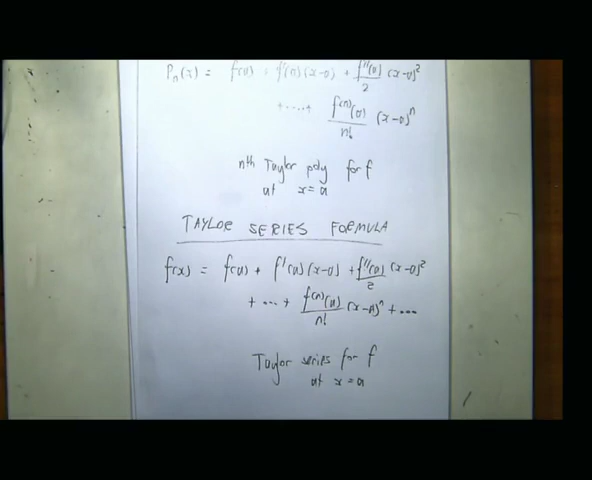 Pₙ(x) = f(a) + f'(a) (x-a) + f''(a)/2 (x-a)²
+ ... + f⁽ⁿ⁾(a)/n! (x-a)ⁿ
nth Taylor poly for f
at x=a
TAYLOR SERIES FORMULA
f(x) = f(a) + f'(a) (x-a) + f''(a)/2 (x-a)²
+ ... + f⁽ⁿ⁾(a)/n! (x-a)ⁿ + ...
Taylor series for f
at x=a